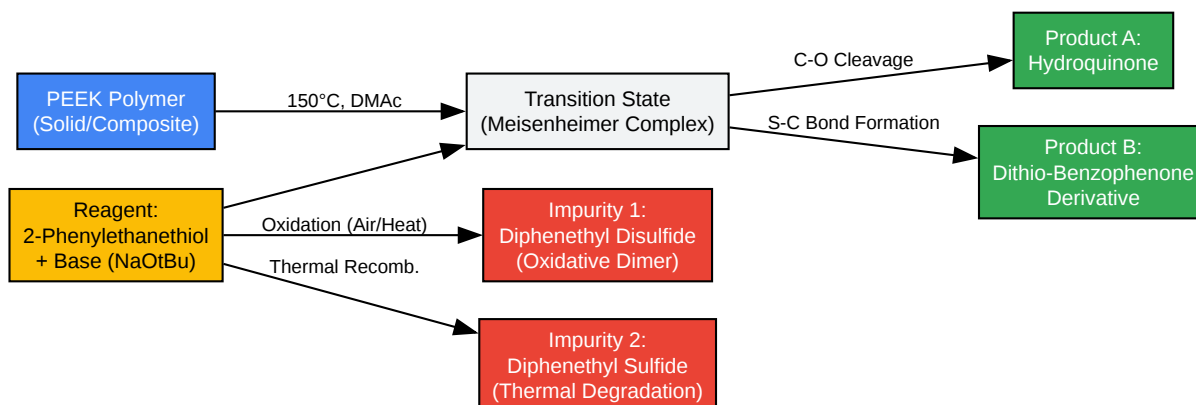 PEEK Polymer
(Solid/Composite)
150°C, DMAc
Transition State
(Meisenheimer Complex)
C-O Cleavage
Product A:
Hydroquinone
S-C Bond Formation
Product B:
Dithio-Benzophenone
Derivative
Reagent:
2-Phenylethanethiol
+ Base (NaOtBu)
Oxidation (Air/Heat)
Impurity 1:
Diphenethyl Disulfide
(Oxidative Dimer)
Thermal Recomb.
Impurity 2:
Diphenethyl Sulfide
(Thermal Degradation)